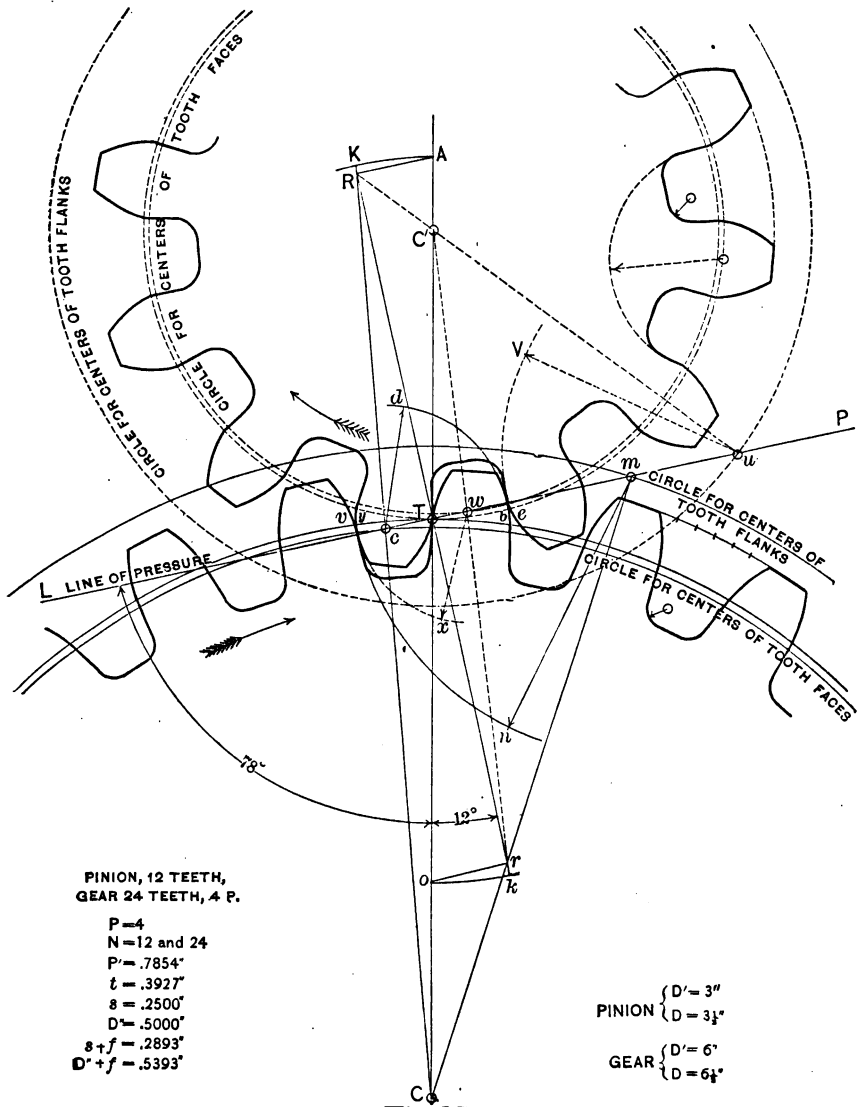 CIRCLE FOR CENTERS OF TOOTH FACES
CIRCLE FOR CENTERS OF TOOTH FLANKS
K
A
R
C'
V
d
P
u
m
CIRCLE FOR CENTERS OF
TOOTH FLANKS
w
T
v
y
c
b
e
L LINE OF PRESSURE
CIRCLE FOR CENTERS OF TOOTH FACES
x
n
78°
12°
r
o
k
PINION, 12 TEETH,
GEAR 24 TEETH, 4 P.
P=4
N=12 and 24
P'=.7854"
t=.3927"
s=.2500"
D"=.5000"
s+f=.2893"
D"+f=.5393"
PINION { D'=3"
D=3½"
GEAR { D'=6"
D=6½"
C